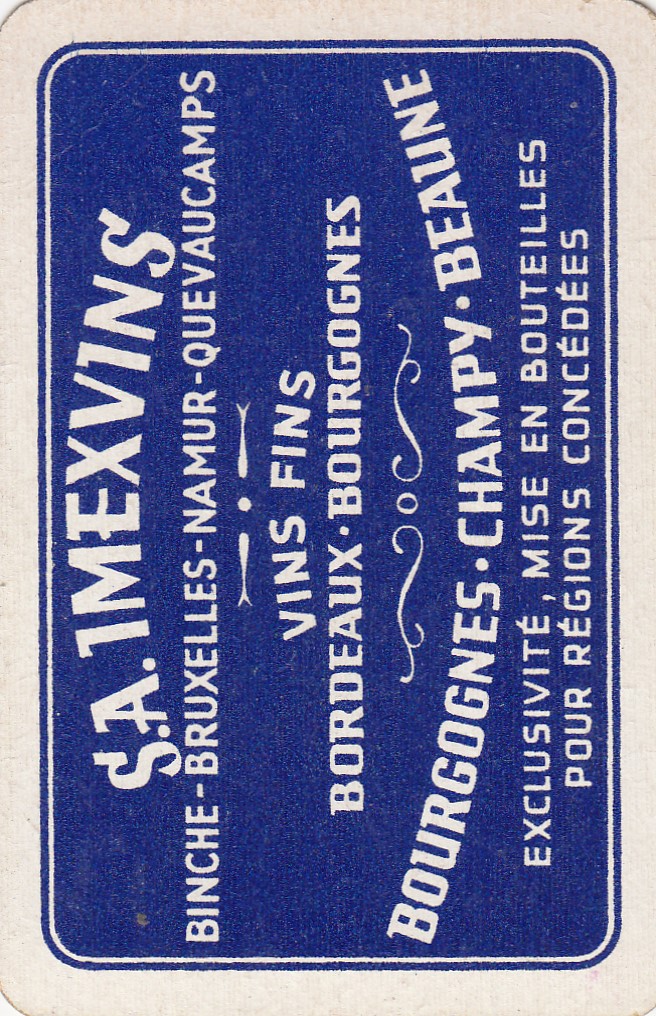 S.A. IMEXVINS
BINCHE-BRUXELLES-NAMUR-QUEVAUCAMPS
VINS FINS
BORDEAUX·BOURGOGNES
BOURGOGNES·CHAMPY·BEAUNE
EXCLUSIVITÉ, MISE EN BOUTEILLES
POUR RÉGIONS CONCÉDÉES